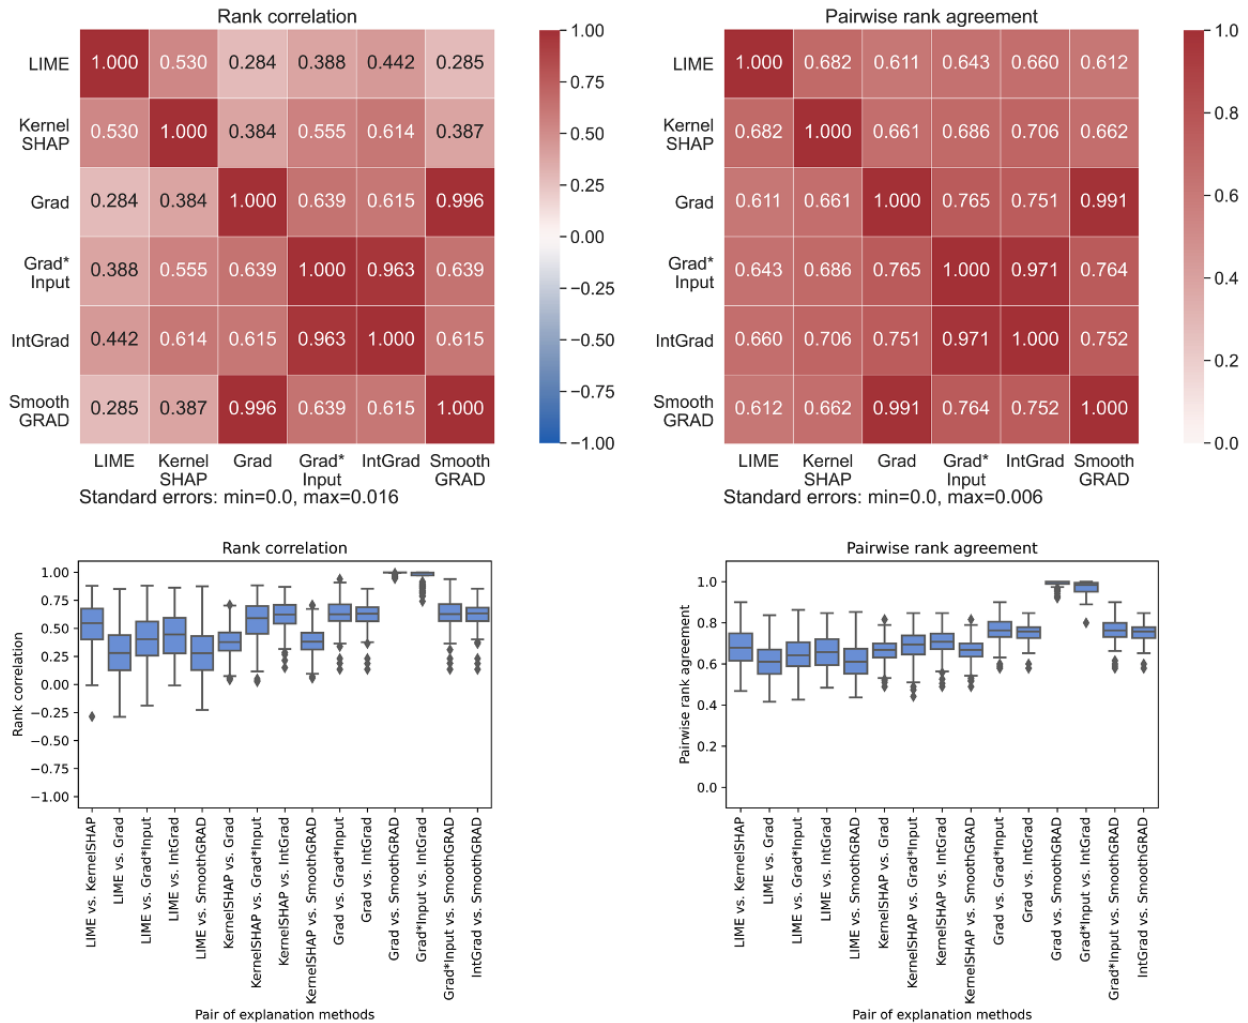 Rank correlation
LIME 1.000 0.530 0.284 0.388 0.442 0.285
Kernel
SHAP 0.530 1.000 0.384 0.555 0.614 0.387
Grad 0.284 0.384 1.000 0.639 0.615 0.996
Grad*
Input 0.388 0.555 0.639 1.000 0.963 0.639
IntGrad 0.442 0.614 0.615 0.963 1.000 0.615
Smooth
GRAD 0.285 0.387 0.996 0.639 0.615 1.000
LIME Kernel Grad Grad* IntGrad Smooth
SHAP Input GRAD
Standard errors: min=0.0, max=0.016
1.00
0.75
0.50
0.25
0.00
−0.25
−0.50
−0.75
−1.00
Pairwise rank agreement
LIME 1.000 0.682 0.611 0.643 0.660 0.612
Kernel
SHAP 0.682 1.000 0.661 0.686 0.706 0.662
Grad 0.611 0.661 1.000 0.765 0.751 0.991
Grad*
Input 0.643 0.686 0.765 1.000 0.971 0.764
IntGrad 0.660 0.706 0.751 0.971 1.000 0.752
Smooth
GRAD 0.612 0.662 0.991 0.764 0.752 1.000
LIME Kernel Grad Grad* IntGrad Smooth
SHAP Input GRAD
Standard errors: min=0.0, max=0.006
1.0
0.8
0.6
0.4
0.2
0.0
Rank correlation
Rank correlation
1.00
0.75
0.50
0.25
0.00
−0.25
−0.50
−0.75
−1.00
LIME vs. KernelSHAP
LIME vs. Grad
LIME vs. Grad*Input
LIME vs. IntGrad
LIME vs. SmoothGRAD
KernelSHAP vs. Grad
KernelSHAP vs. Grad*Input
KernelSHAP vs. IntGrad
KernelSHAP vs. SmoothGRAD
Grad vs. Grad*Input
Grad vs. IntGrad
Grad vs. SmoothGRAD
Grad*Input vs. IntGrad
Grad*Input vs. SmoothGRAD
IntGrad vs. SmoothGRAD
Pair of explanation methods
Pairwise rank agreement
Pairwise rank agreement
1.0
0.8
0.6
0.4
0.2
0.0
LIME vs. KernelSHAP
LIME vs. Grad
LIME vs. Grad*Input
LIME vs. IntGrad
LIME vs. SmoothGRAD
KernelSHAP vs. Grad
KernelSHAP vs. Grad*Input
KernelSHAP vs. IntGrad
KernelSHAP vs. SmoothGRAD
Grad vs. Grad*Input
Grad vs. IntGrad
Grad vs. SmoothGRAD
Grad*Input vs. IntGrad
Grad*Input vs. SmoothGRAD
IntGrad vs. SmoothGRAD
Pair of explanation methods